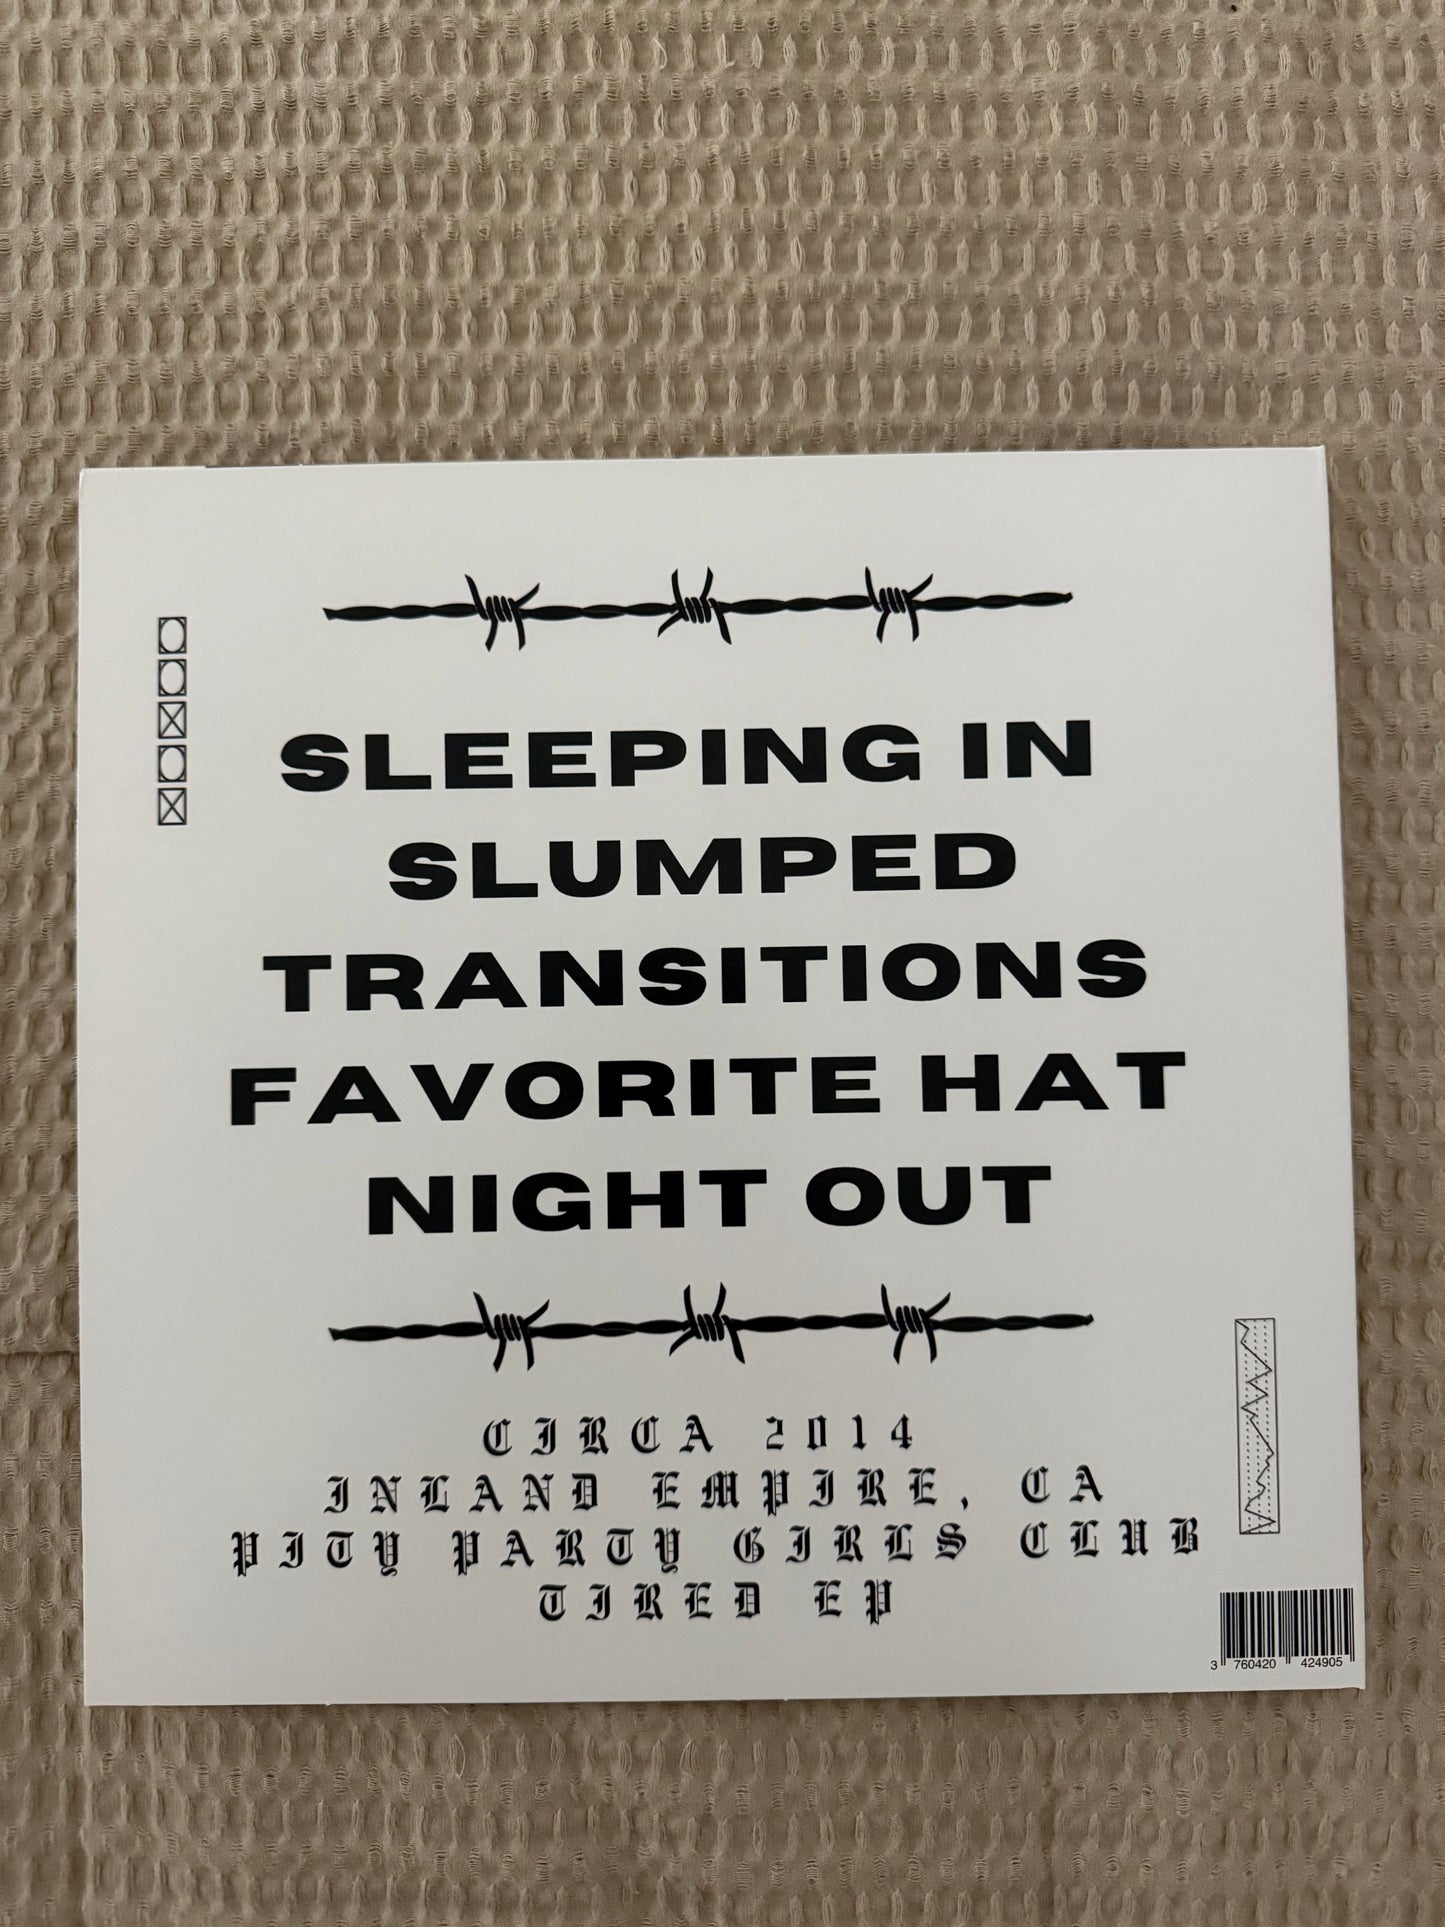 SLEEPING IN
SLUMPED
TRANSITIONS
FAVORITE HAT
NIGHT OUT
CIRCA 2014
INLAND EMPIRE, CA
PITY PARTY GIRLS CLUB
TIRED EP
3 760420 424905